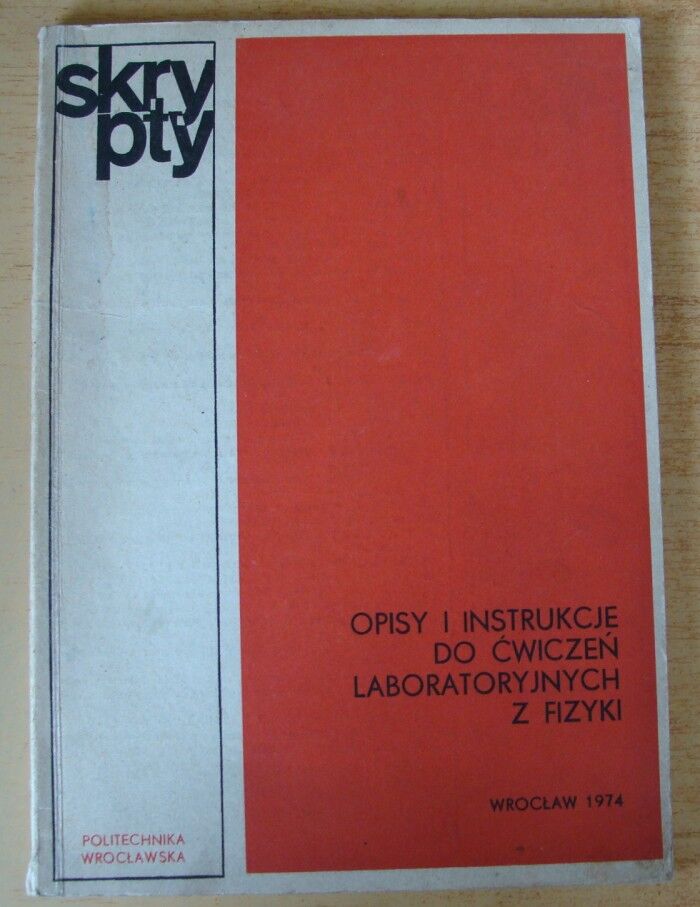 skry
pty
OPISY I INSTRUKCJE
DO ĆWICZEŃ
LABORATORYJNYCH
Z FIZYKI
WROCŁAW 1974
POLITECHNIKA
WROCŁAWSKA